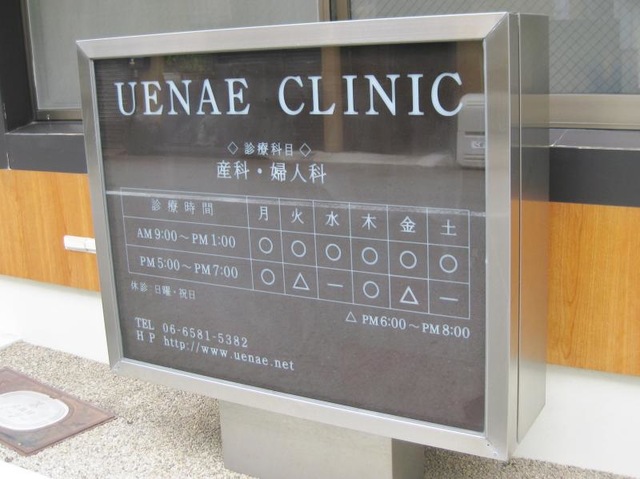 UENAE CLINIC
◇ 診療科目 ◇
産科・婦人科
診療時間 月 火 水 木 金 土
AM 9:00～PM 1:00 ○ ○ ○ ○ ○ ○
PM 5:00～PM 7:00 ○ △ － ○ △ －
休診:日曜・祝日
△ PM 6:00～PM 8:00
TEL 06-6581-5382
HP http://www.uenae.net